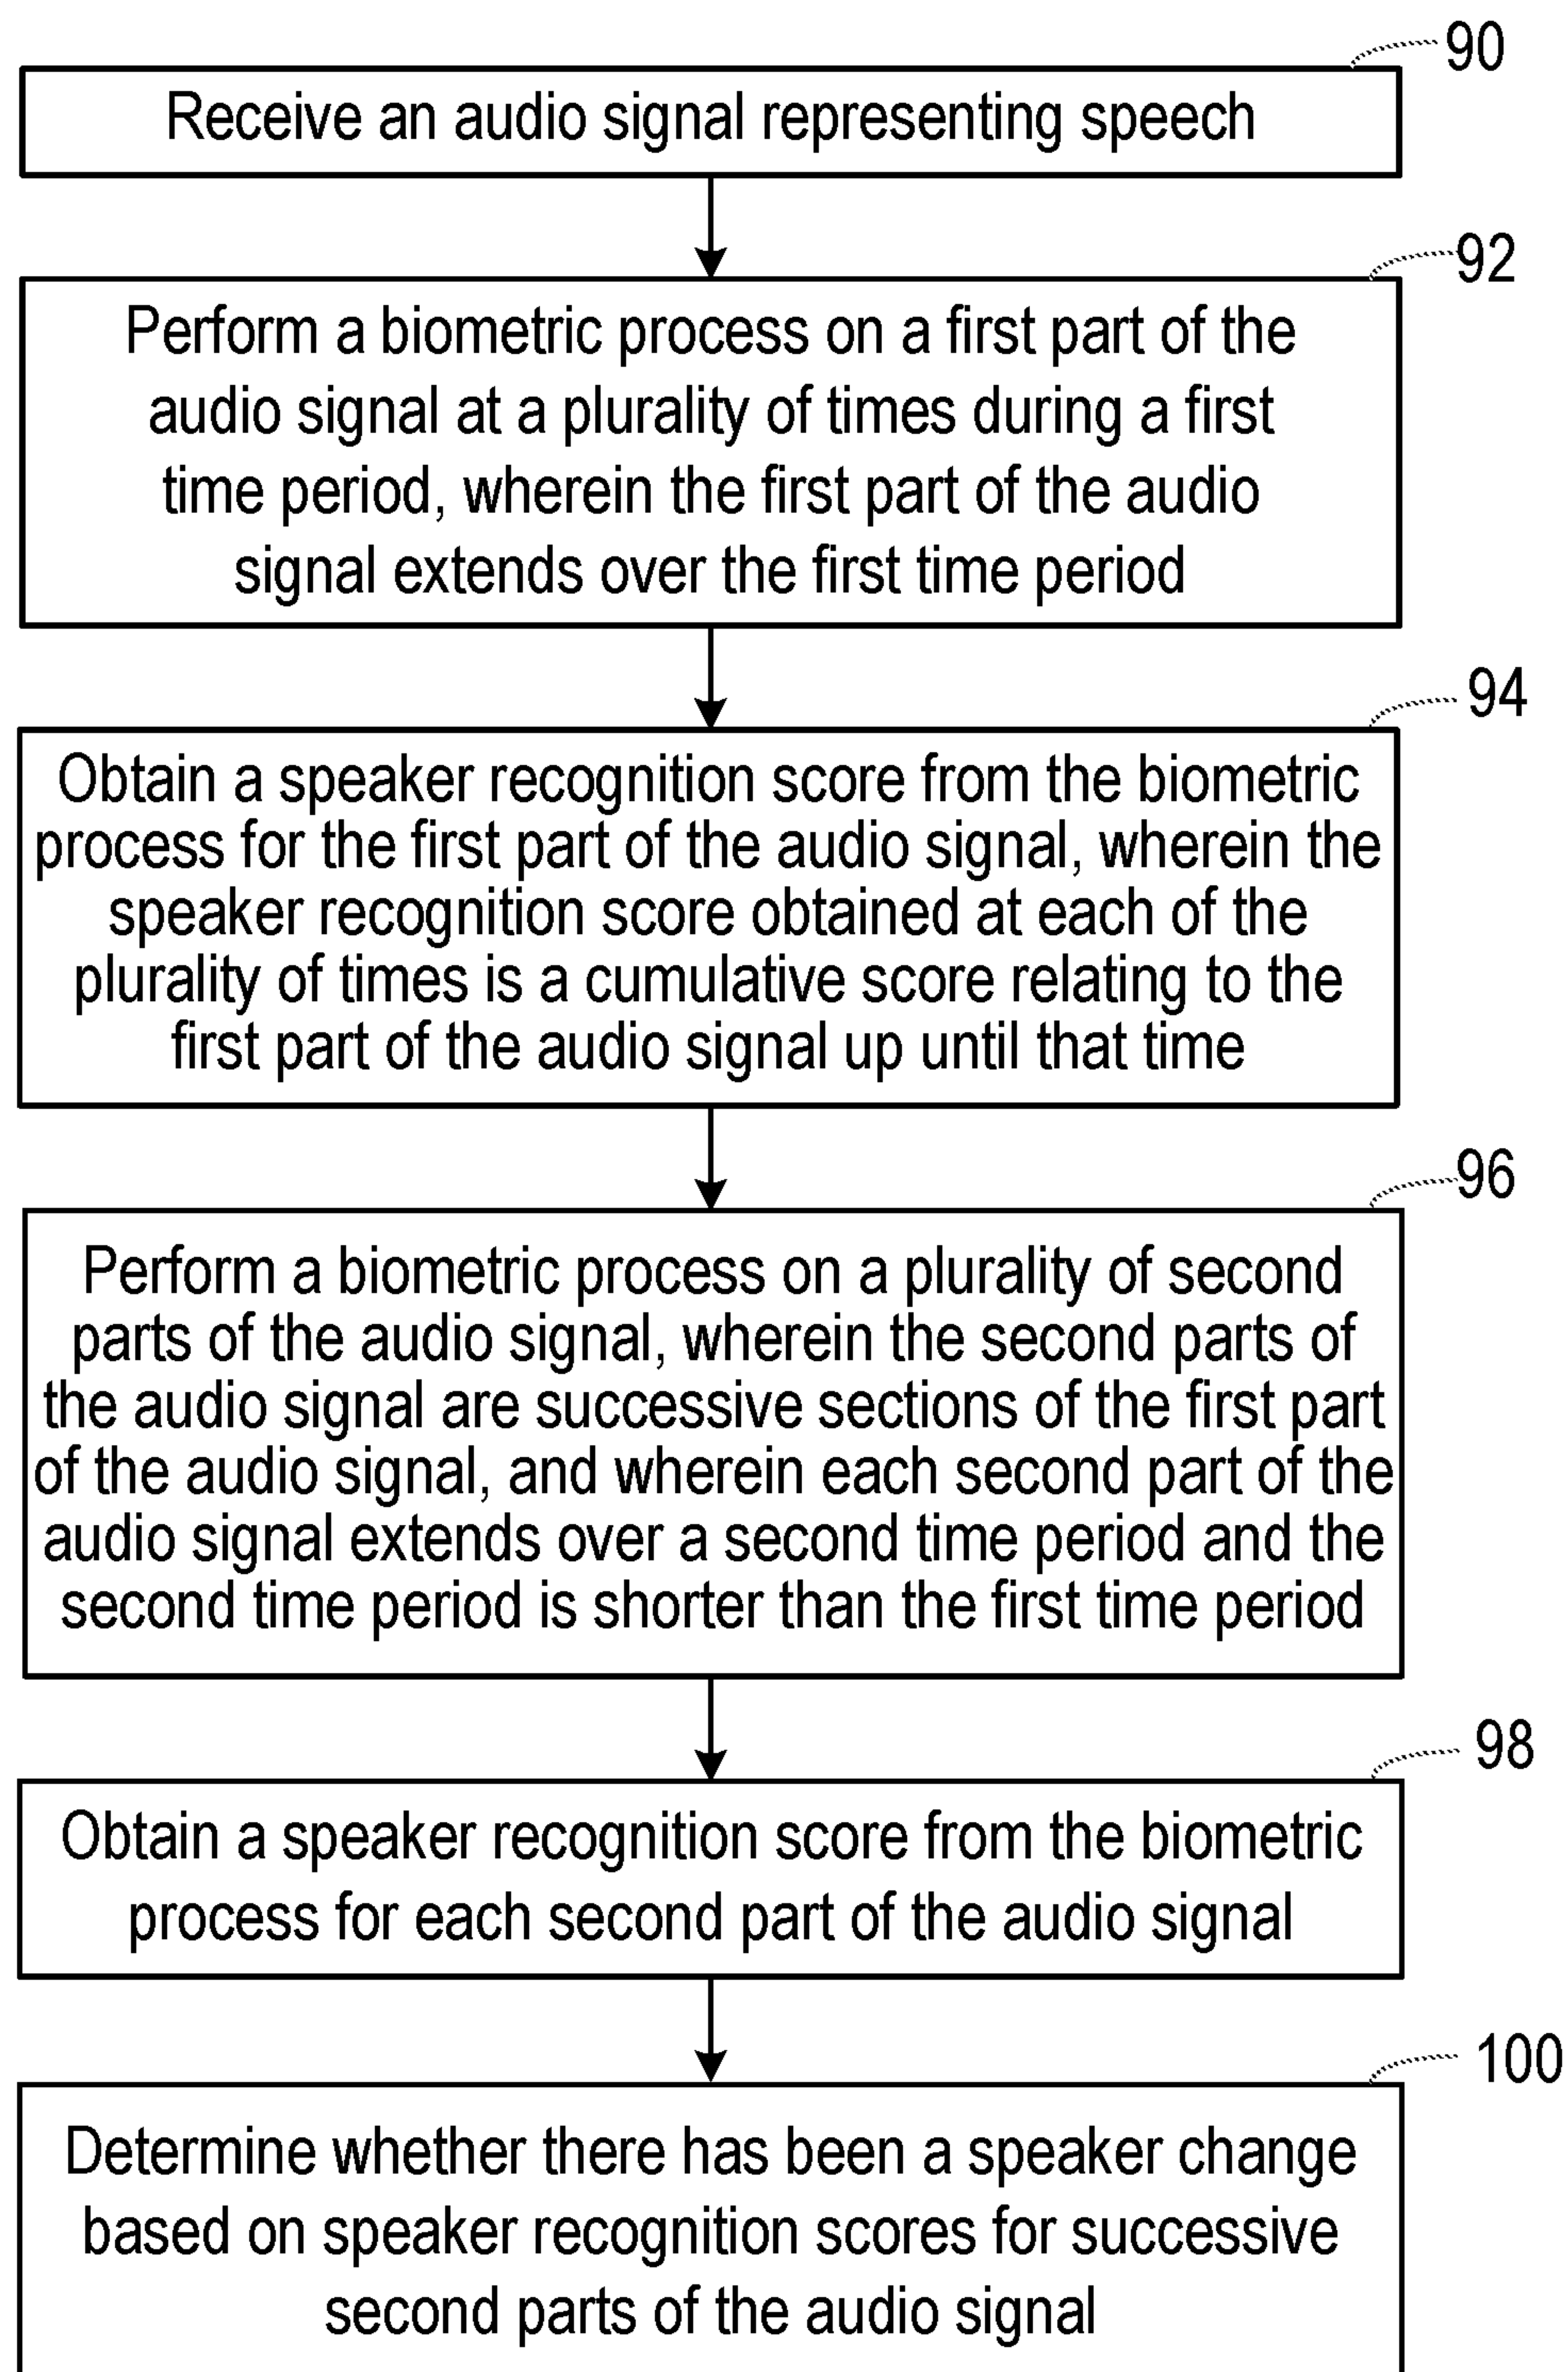 90
Receive an audio signal representing speech
92
Perform a biometric process on a first part of the
audio signal at a plurality of times during a first
time period, wherein the first part of the audio
signal extends over the first time period
94
Obtain a speaker recognition score from the biometric
process for the first part of the audio signal, wherein the
speaker recognition score obtained at each of the
plurality of times is a cumulative score relating to the
first part of the audio signal up until that time
96
Perform a biometric process on a plurality of second
parts of the audio signal, wherein the second parts of
the audio signal are successive sections of the first part
of the audio signal, and wherein each second part of the
audio signal extends over a second time period and the
second time period is shorter than the first time period
98
Obtain a speaker recognition score from the biometric
process for each second part of the audio signal
100
Determine whether there has been a speaker change
based on speaker recognition scores for successive
second parts of the audio signal